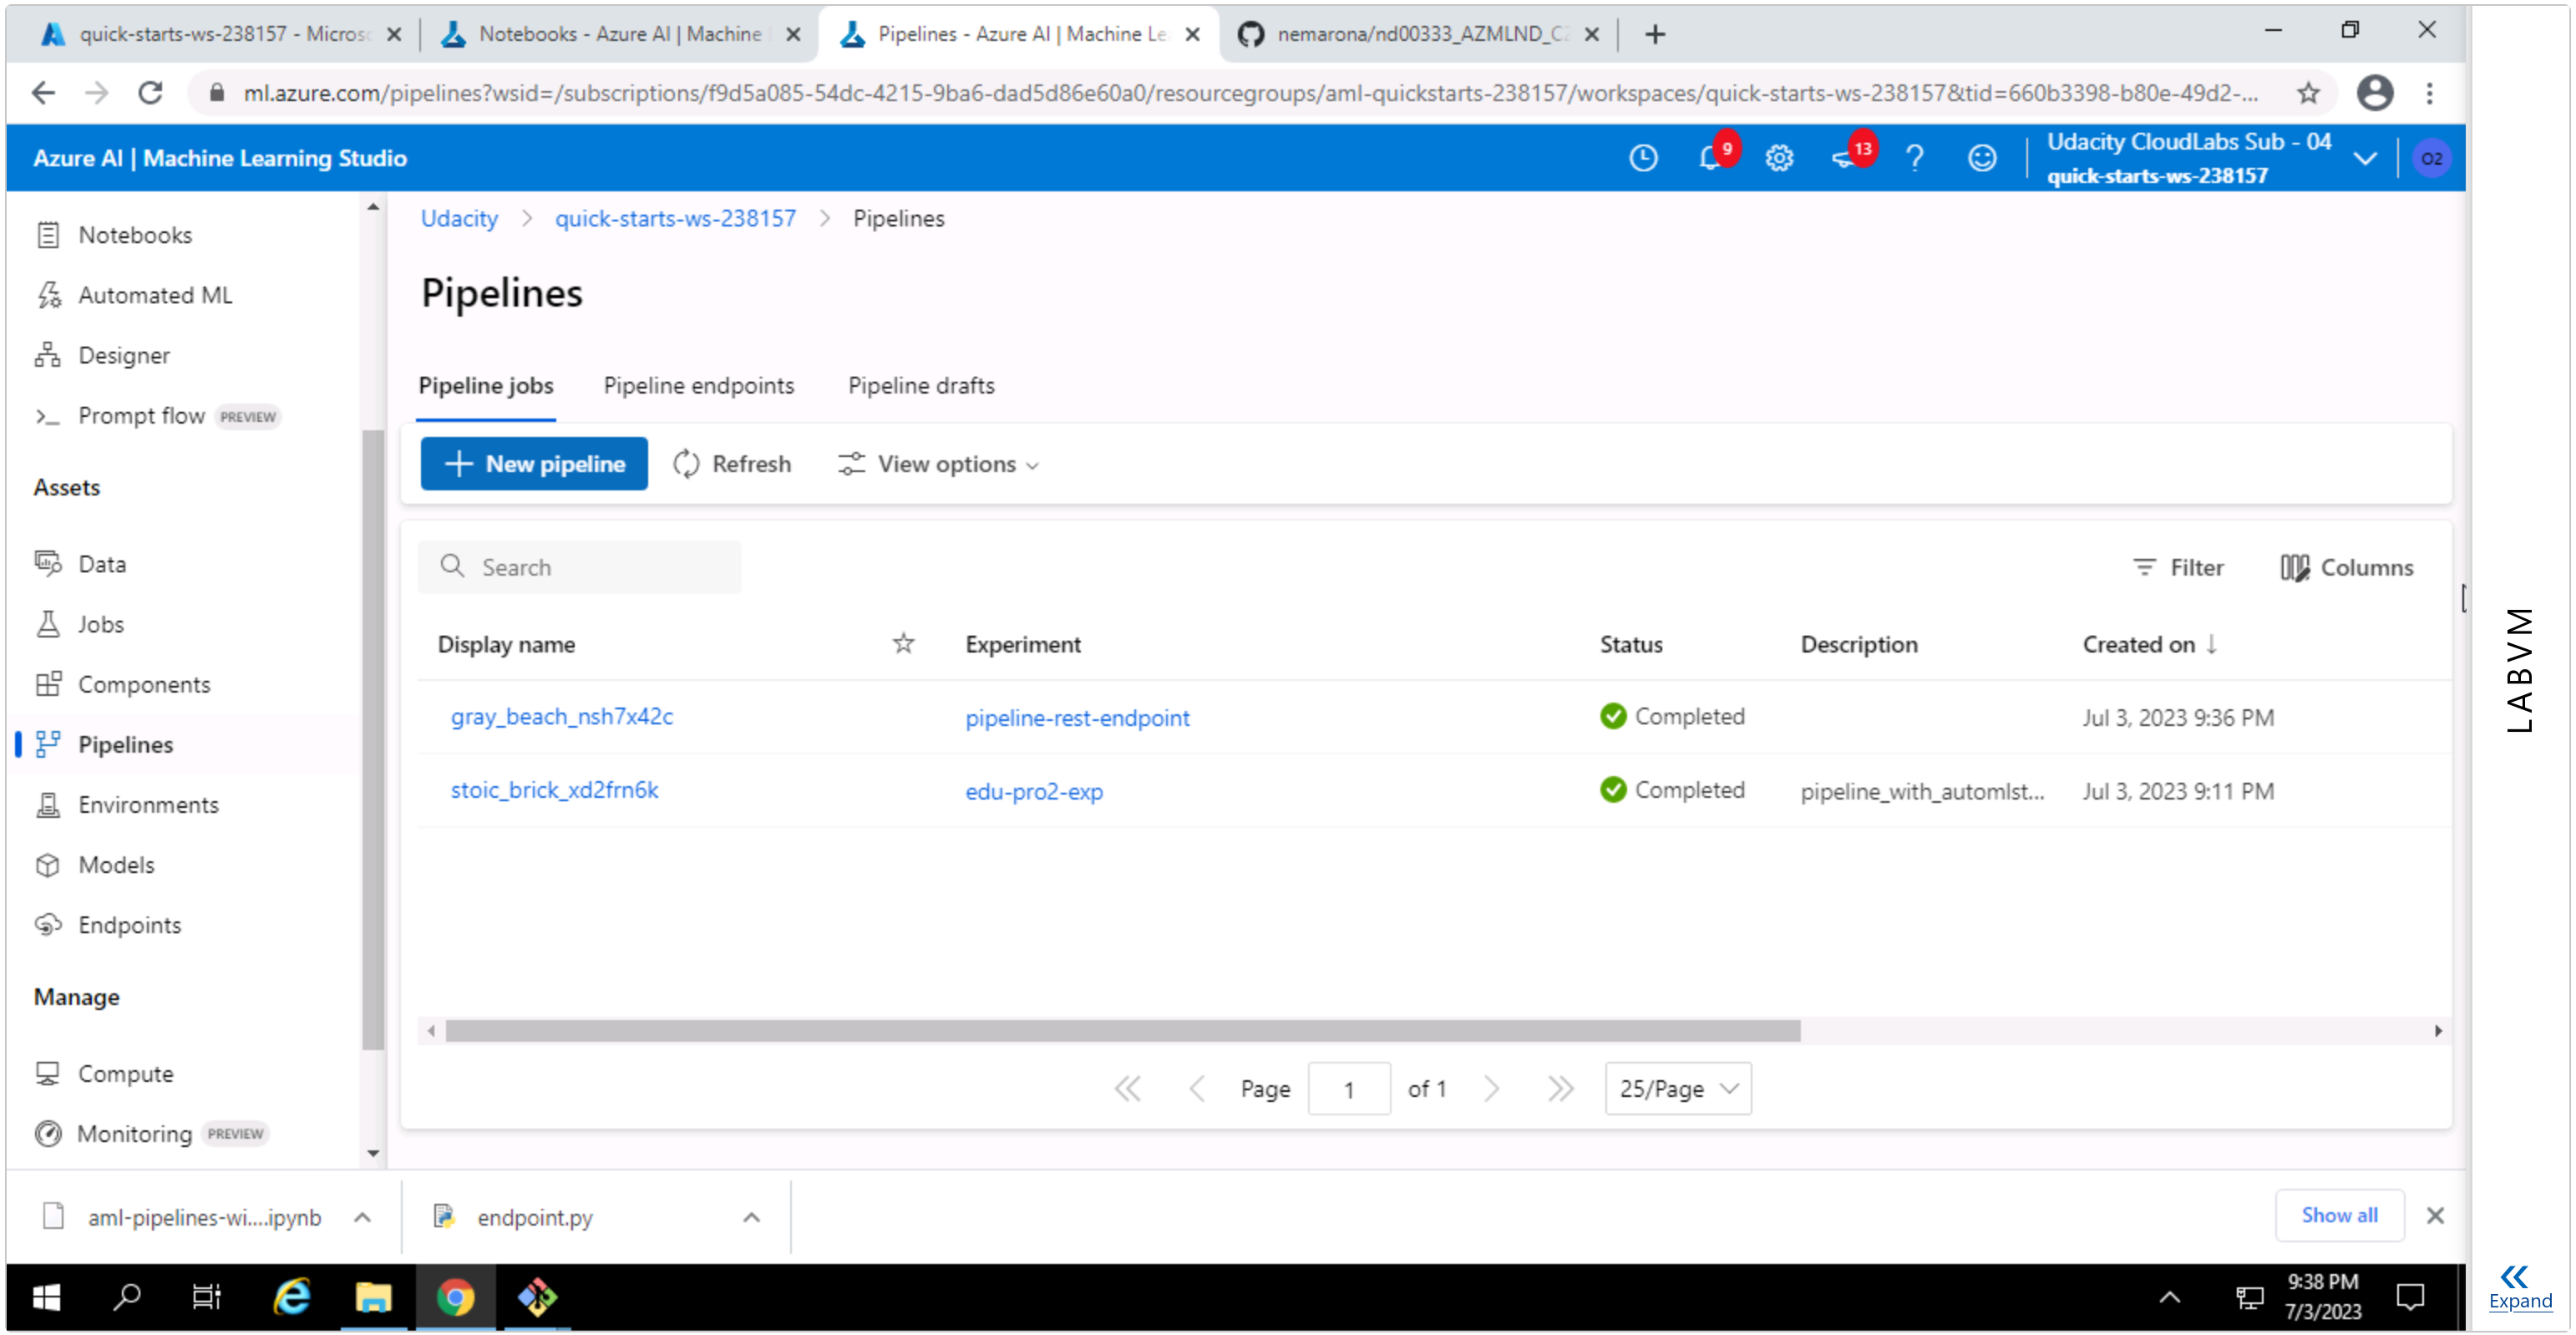 quick-starts-ws-238157 - Micros
Notebooks - Azure AI | Machine
Pipelines - Azure AI | Machine Le
nemarona/nd00333_AZMLND_C2
ml.azure.com/pipelines?wsid=/subscriptions/f9d5a085-54dc-4215-9ba6-dad5d86e60a0/resourcegroups/aml-quickstarts-238157/workspaces/quick-starts-ws-238157&tid=660b3398-b80e-49d2-...
Azure AI | Machine Learning Studio
9
13
?
Udacity CloudLabs Sub - 04
quick-starts-ws-238157
O2
Notebooks
Automated ML
Designer
Prompt flow PREVIEW
Assets
Data
Jobs
Components
Pipelines
Environments
Models
Endpoints
Manage
Compute
Monitoring PREVIEW
Udacity > quick-starts-ws-238157 > Pipelines
Pipelines
Pipeline jobs Pipeline endpoints Pipeline drafts
+ New pipeline Refresh View options
Search
Filter Columns
Display name Experiment Status Description Created on ↓
gray_beach_nsh7x42c pipeline-rest-endpoint Completed Jul 3, 2023 9:36 PM
stoic_brick_xd2frn6k edu-pro2-exp Completed pipeline_with_automlst... Jul 3, 2023 9:11 PM
Page 1 of 1 25/Page
aml-pipelines-wi....ipynb
endpoint.py
Show all
9:38 PM
7/3/2023
LABVM
Expand